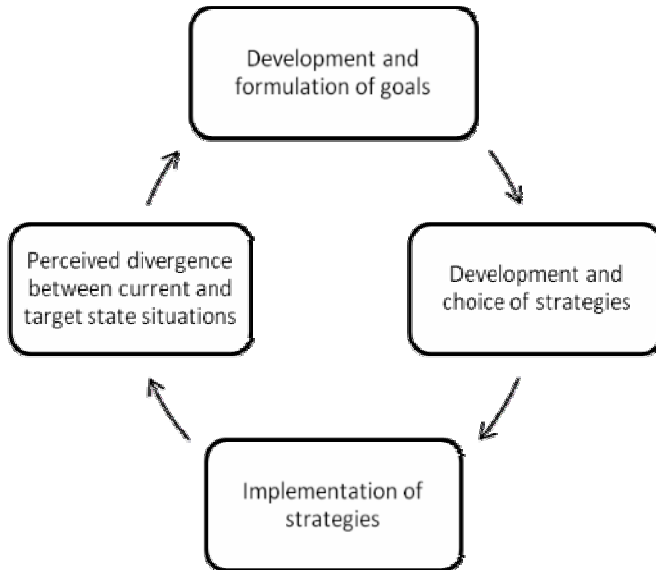 Development and
formulation of goals
Perceived divergence
between current and
target state situations
Development and
choice of strategies
Implementation of
strategies